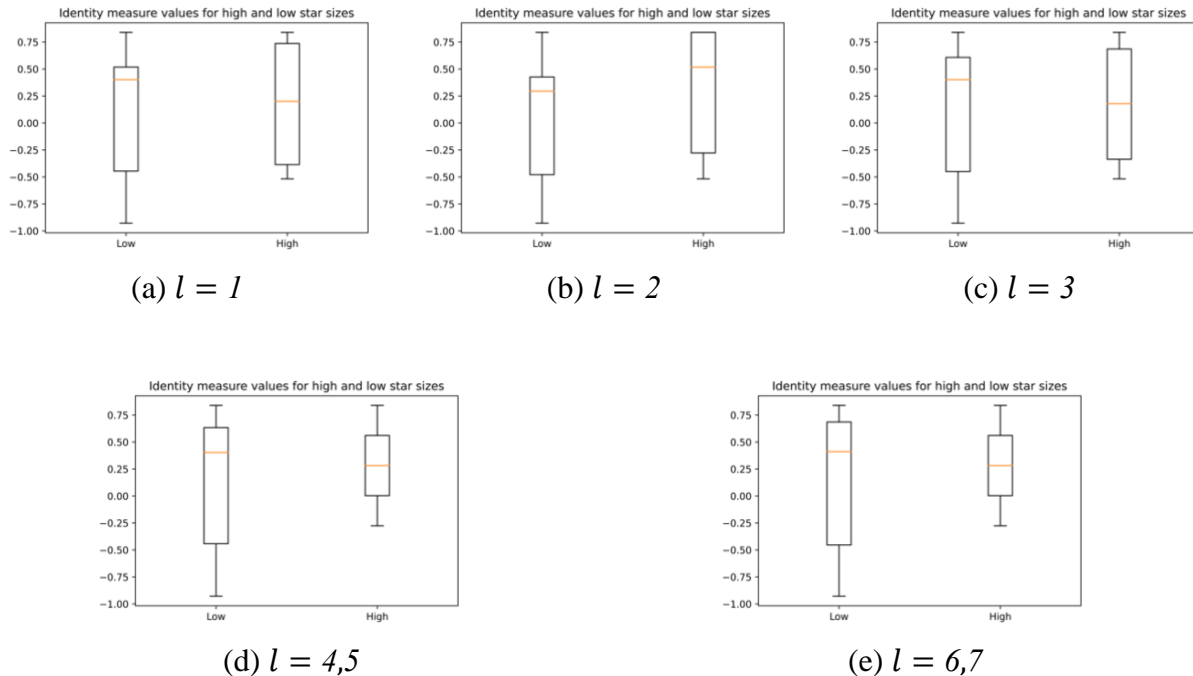 Identity measure values for high and low star sizes
0.75
0.50
0.25
0.00
−0.25
−0.50
−0.75
−1.00
Low High
(a) l = 1
Identity measure values for high and low star sizes
0.75
0.50
0.25
0.00
−0.25
−0.50
−0.75
−1.00
Low High
(b) l = 2
Identity measure values for high and low star sizes
0.75
0.50
0.25
0.00
−0.25
−0.50
−0.75
−1.00
Low High
(c) l = 3
Identity measure values for high and low star sizes
0.75
0.50
0.25
0.00
−0.25
−0.50
−0.75
−1.00
Low High
(d) l = 4,5
Identity measure values for high and low star sizes
0.75
0.50
0.25
0.00
−0.25
−0.50
−0.75
−1.00
Low High
(e) l = 6,7